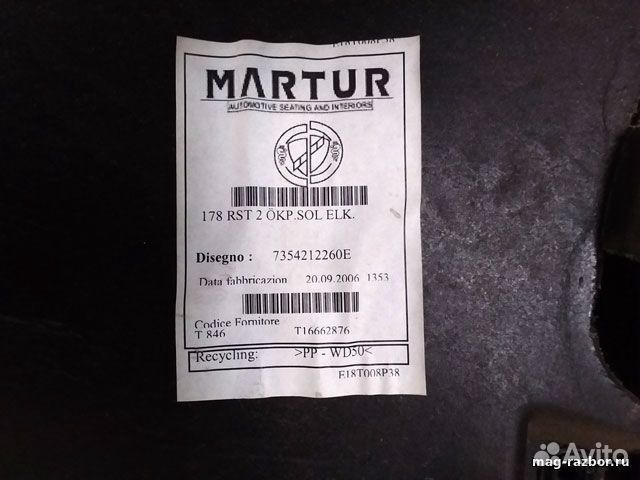 E18T008P38
MARTUR
AUTOMOTIVE SEATING AND INTERIORS
178 RST 2 ÖKP.SOL ELK.
Disegno : 7354212260E
Data fabbricazion 20.09.2006 1353
Codice Fornitore
T 846 T16662876
Recycling: >PP - WD50<
E18T008P38
Avito
mag-razbor.ru